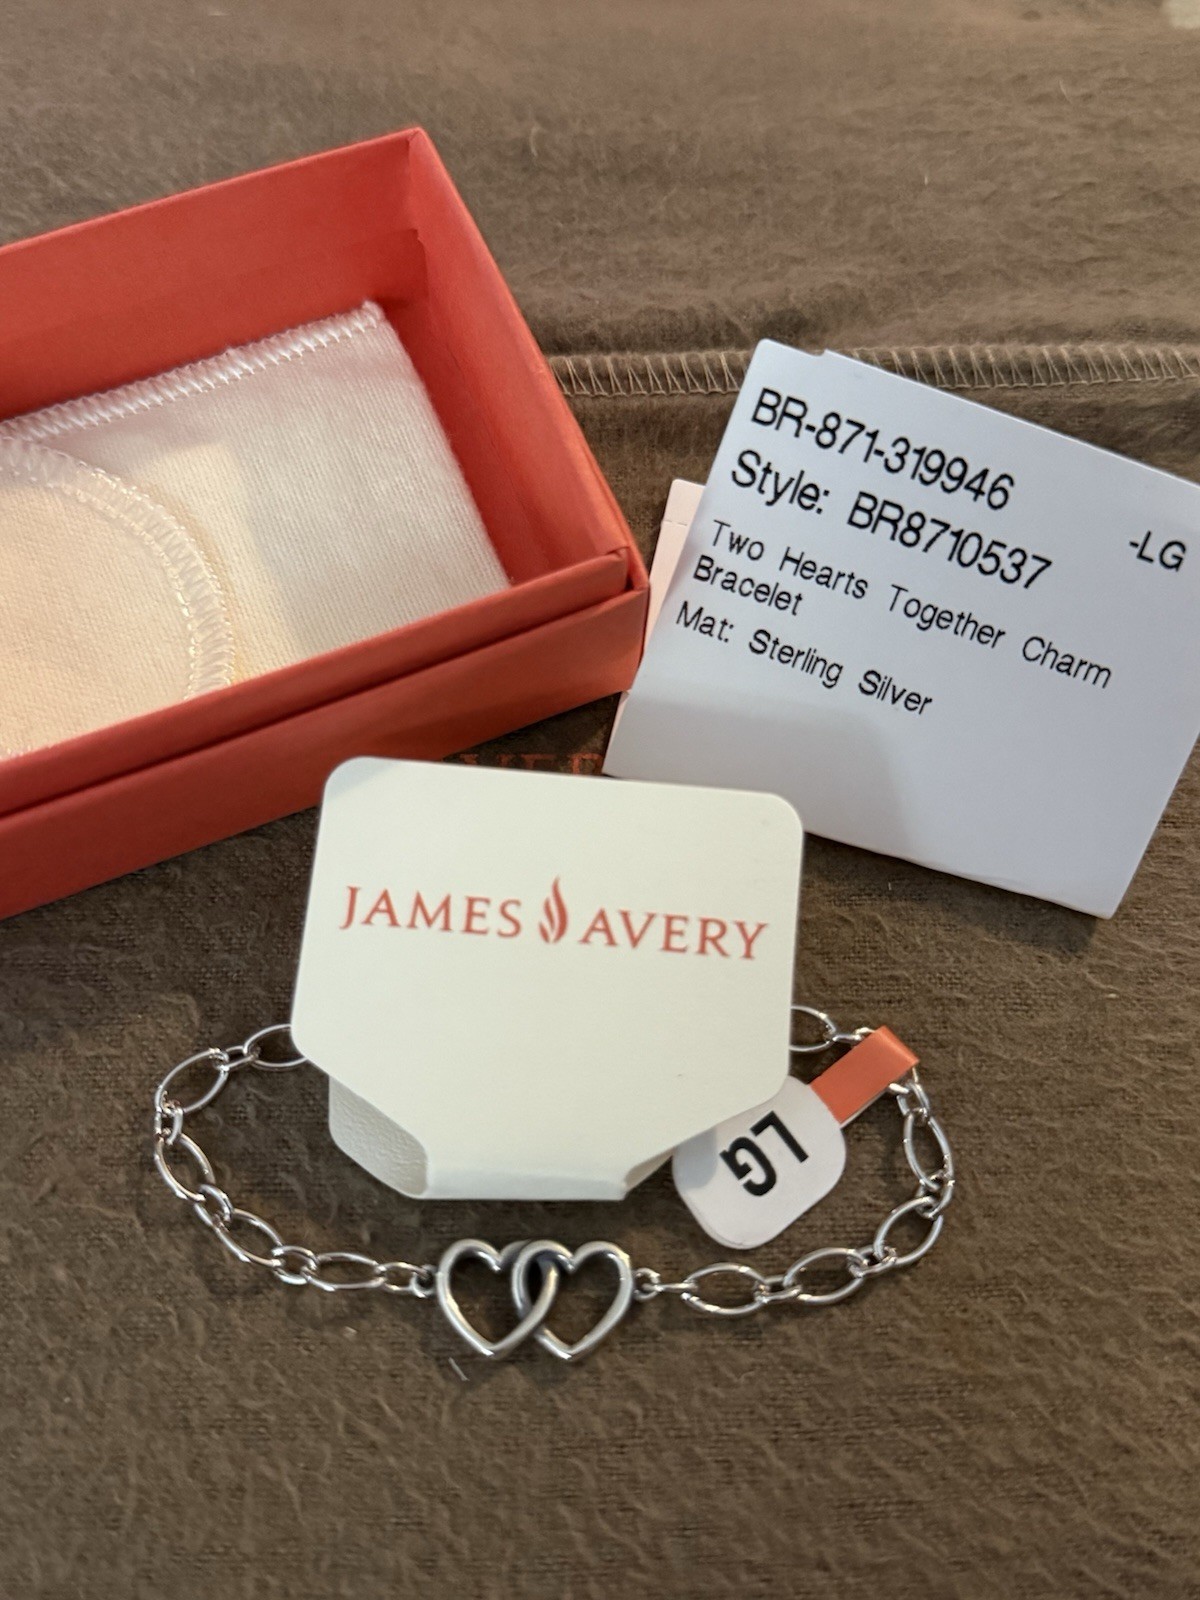 BR-871-319946
-LG
Style: BR8710537
Two Hearts Together Charm
Bracelet
Mat: Sterling Silver
JAMES AVERY
LG